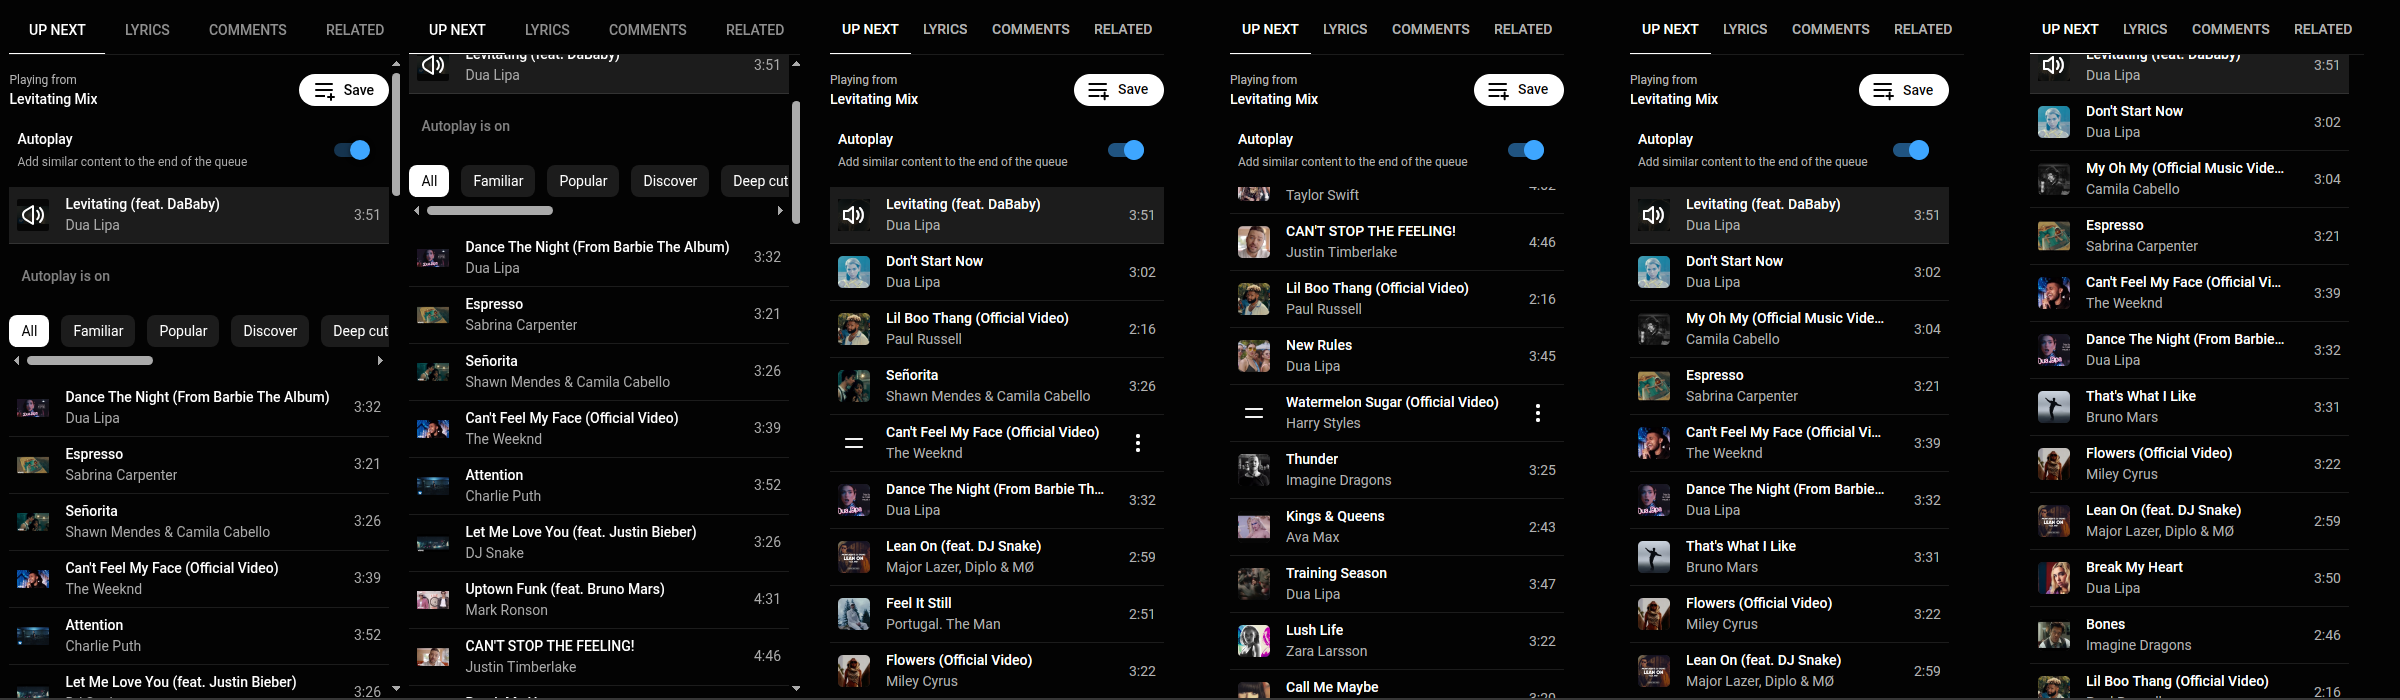 UP NEXT LYRICS COMMENTS RELATED
Playing from
Levitating Mix
Save
Autoplay
Add similar content to the end of the queue
Levitating (feat. DaBaby)
Dua Lipa
3:51
Autoplay is on
All Familiar Popular Discover Deep cut
Dance The Night (From Barbie The Album)
Dua Lipa
3:32
Espresso
Sabrina Carpenter
3:21
Señorita
Shawn Mendes & Camila Cabello
3:26
Can't Feel My Face (Official Video)
The Weeknd
3:39
Attention
Charlie Puth
3:52
Let Me Love You (feat. Justin Bieber)
3:26
UP NEXT LYRICS COMMENTS RELATED
Levitating (feat. DaBaby)
Dua Lipa
3:51
Autoplay is on
All Familiar Popular Discover Deep cut
Dance The Night (From Barbie The Album)
Dua Lipa
3:32
Espresso
Sabrina Carpenter
3:21
Señorita
Shawn Mendes & Camila Cabello
3:26
Can't Feel My Face (Official Video)
The Weeknd
3:39
Attention
Charlie Puth
3:52
Let Me Love You (feat. Justin Bieber)
DJ Snake
3:26
Uptown Funk (feat. Bruno Mars)
Mark Ronson
4:31
CAN'T STOP THE FEELING!
Justin Timberlake
4:46
UP NEXT LYRICS COMMENTS RELATED
Playing from
Levitating Mix
Save
Autoplay
Add similar content to the end of the queue
Levitating (feat. DaBaby)
Dua Lipa
3:51
Don't Start Now
Dua Lipa
3:02
Lil Boo Thang (Official Video)
Paul Russell
2:16
Señorita
Shawn Mendes & Camila Cabello
3:26
Can't Feel My Face (Official Video)
The Weeknd
Dance The Night (From Barbie Th...
Dua Lipa
3:32
Lean On (feat. DJ Snake)
Major Lazer, Diplo & MØ
2:59
Feel It Still
Portugal. The Man
2:51
Flowers (Official Video)
Miley Cyrus
3:22
UP NEXT LYRICS COMMENTS RELATED
Playing from
Levitating Mix
Save
Autoplay
Add similar content to the end of the queue
Taylor Swift
CAN'T STOP THE FEELING!
Justin Timberlake
4:46
Lil Boo Thang (Official Video)
Paul Russell
2:16
New Rules
Dua Lipa
3:45
Watermelon Sugar (Official Video)
Harry Styles
Thunder
Imagine Dragons
3:25
Kings & Queens
Ava Max
2:43
Training Season
Dua Lipa
3:47
Lush Life
Zara Larsson
3:22
Call Me Maybe
UP NEXT LYRICS COMMENTS RELATED
Playing from
Levitating Mix
Save
Autoplay
Add similar content to the end of the queue
Levitating (feat. DaBaby)
Dua Lipa
3:51
Don't Start Now
Dua Lipa
3:02
My Oh My (Official Music Vide...
Camila Cabello
3:04
Espresso
Sabrina Carpenter
3:21
Can't Feel My Face (Official Vi...
The Weeknd
3:39
Dance The Night (From Barbie...
Dua Lipa
3:32
That's What I Like
Bruno Mars
3:31
Flowers (Official Video)
Miley Cyrus
3:22
Lean On (feat. DJ Snake)
Major Lazer, Diplo & MØ
2:59
UP NEXT LYRICS COMMENTS RELATED
Levitating (feat. DaBaby)
Dua Lipa
3:51
Don't Start Now
Dua Lipa
3:02
My Oh My (Official Music Vide...
Camila Cabello
3:04
Espresso
Sabrina Carpenter
3:21
Can't Feel My Face (Official Vi...
The Weeknd
3:39
Dance The Night (From Barbie...
Dua Lipa
3:32
That's What I Like
Bruno Mars
3:31
Flowers (Official Video)
Miley Cyrus
3:22
Lean On (feat. DJ Snake)
Major Lazer, Diplo & MØ
2:59
Break My Heart
Dua Lipa
3:50
Bones
Imagine Dragons
2:46
Lil Boo Thang (Official Video)
2:16